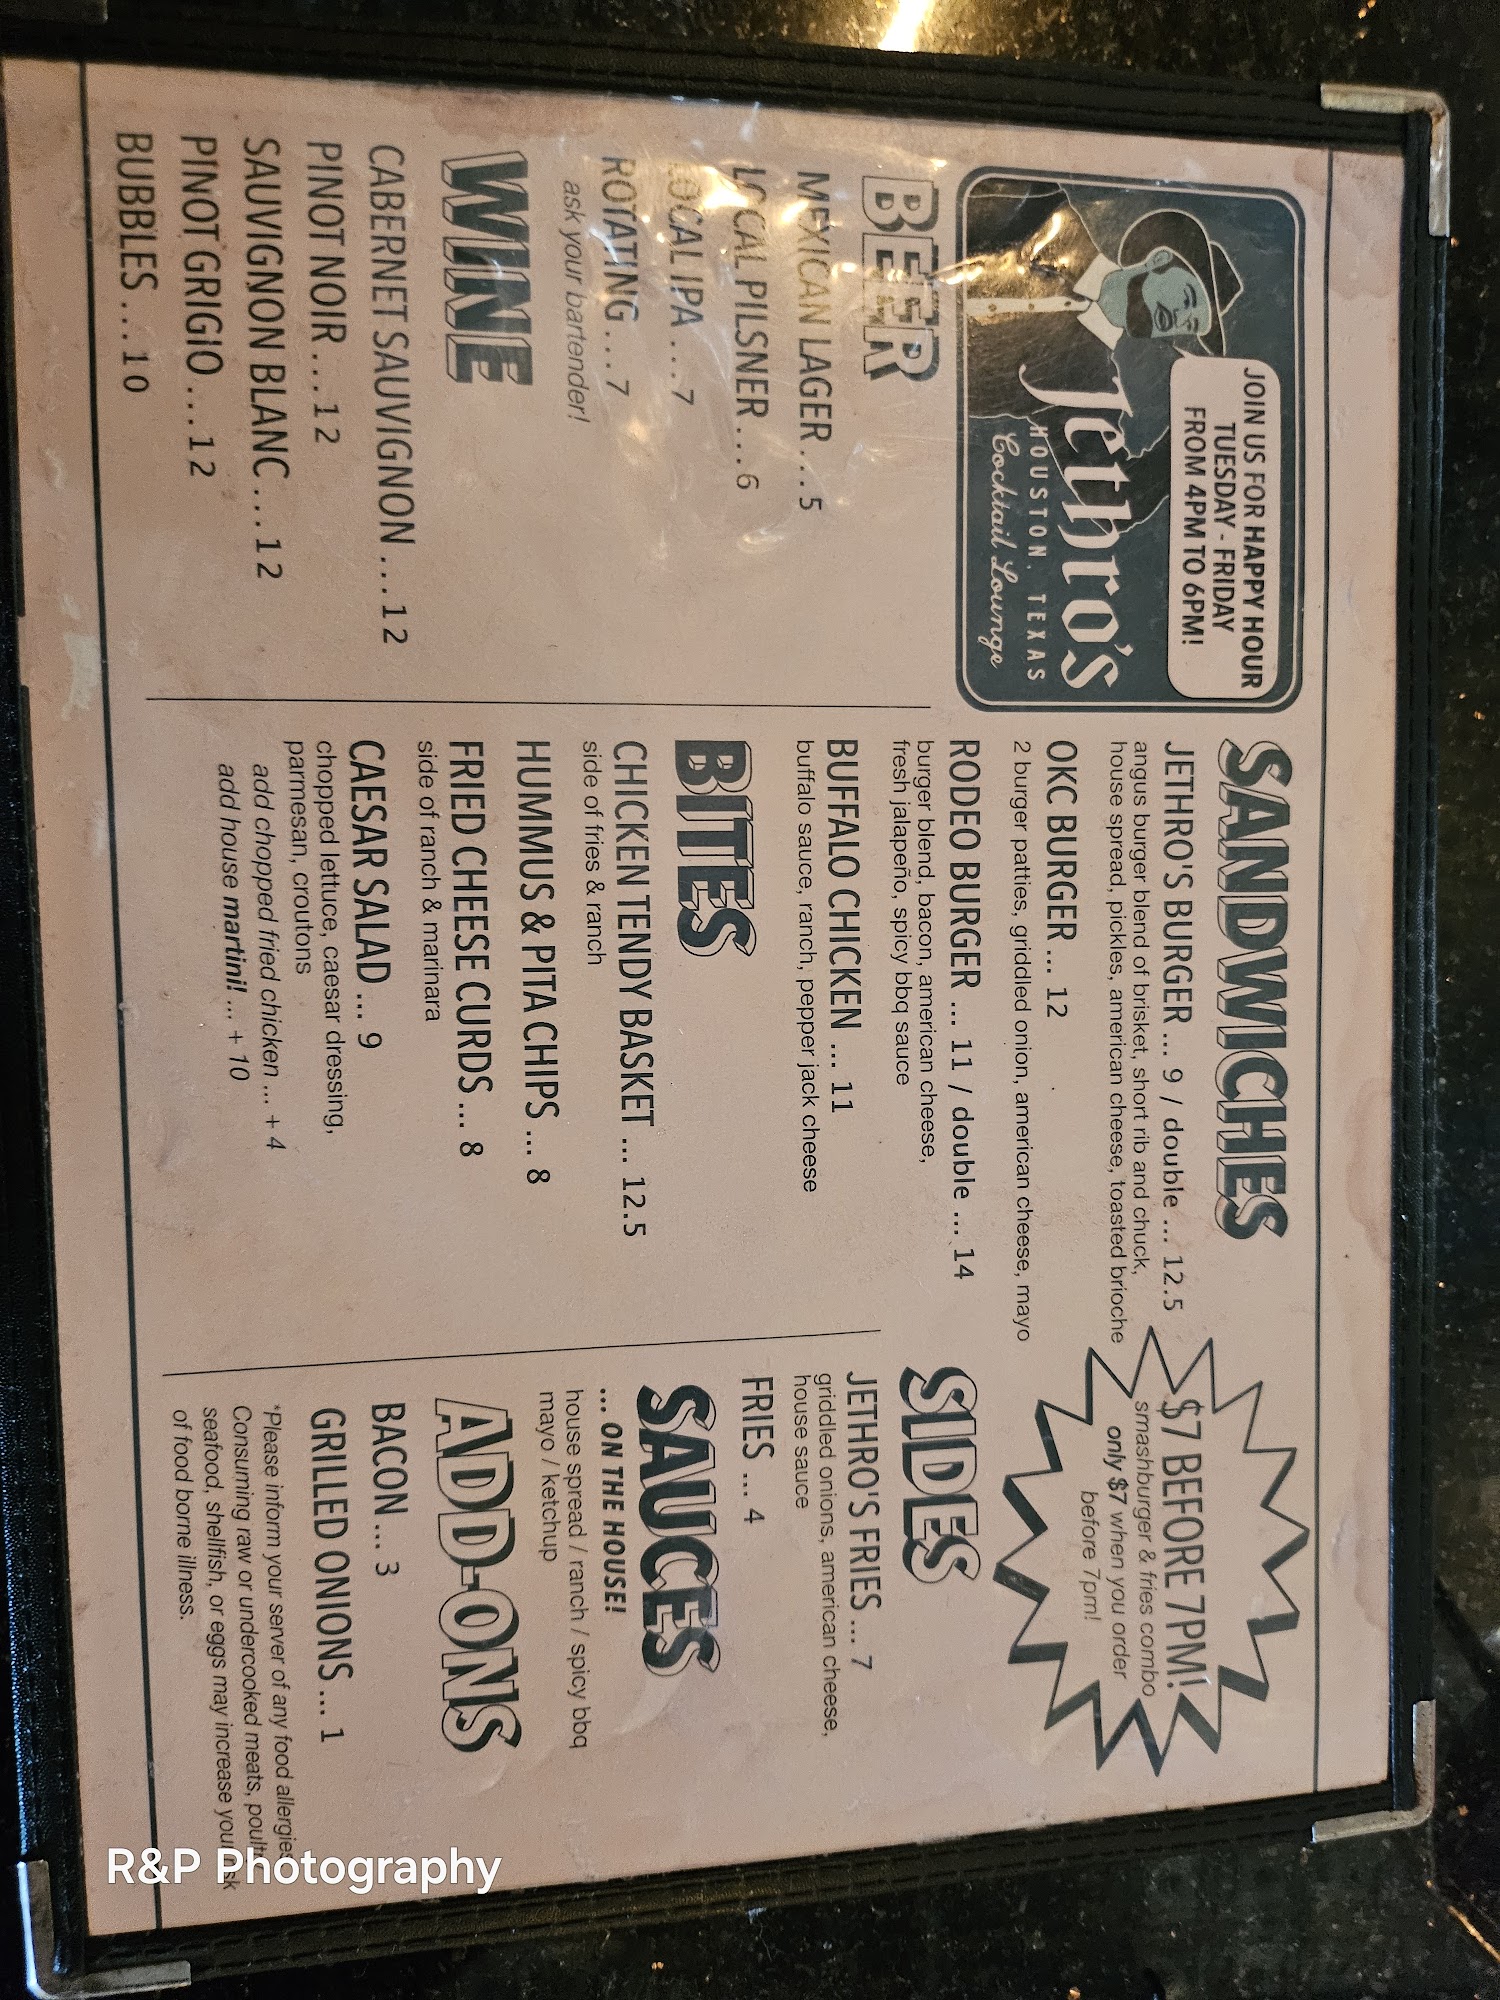 JOIN US FOR HAPPY HOUR
TUESDAY - FRIDAY
FROM 4PM TO 6PM!
Jethro's
HOUSTON, TEXAS
Cocktail Lounge
BEER
MEXICAN LAGER ... 5
LOCAL PILSNER ... 6
LOCAL IPA ... 7
ROTATING ... 7
ask your bartender!
WINE
CABERNET SAUVIGNON ... 12
PINOT NOIR ... 12
SAUVIGNON BLANC ... 12
PINOT GRIGIO ... 12
BUBBLES ... 10
SANDWICHES
JETHRO'S BURGER ... 9 / double ... 12.5
angus burger blend of brisket, short rib and chuck,
house spread, pickles, american cheese, toasted brioche
OKC BURGER ... 12
2 burger patties, griddled onion, american cheese, mayo
RODEO BURGER ... 11 / double ... 14
burger blend, bacon, american cheese,
fresh jalapeño, spicy bbq sauce
BUFFALO CHICKEN ... 11
buffalo sauce, ranch, pepper jack cheese
BITES
CHICKEN TENDY BASKET ... 12.5
side of fries & ranch
HUMMUS & PITA CHIPS ... 8
FRIED CHEESE CURDS ... 8
side of ranch & marinara
CAESAR SALAD ... 9
chopped lettuce, caesar dressing,
parmesan, croutons
add chopped fried chicken ... + 4
add house martini! ... + 10
$7 BEFORE 7PM!
smashburger & fries combo
only $7 when you order
before 7pm!
SIDES
JETHRO'S FRIES ... 7
griddled onions, american cheese,
house sauce
FRIES ... 4
SAUCES
... ON THE HOUSE!
house spread / ranch / spicy bbq
mayo / ketchup
ADD-ONS
BACON ... 3
GRILLED ONIONS ... 1
*Please inform your server of any food allergies
Consuming raw or undercooked meats, poultry
seafood, shellfish, or eggs may increase your risk
of food borne illness.
R&P Photography